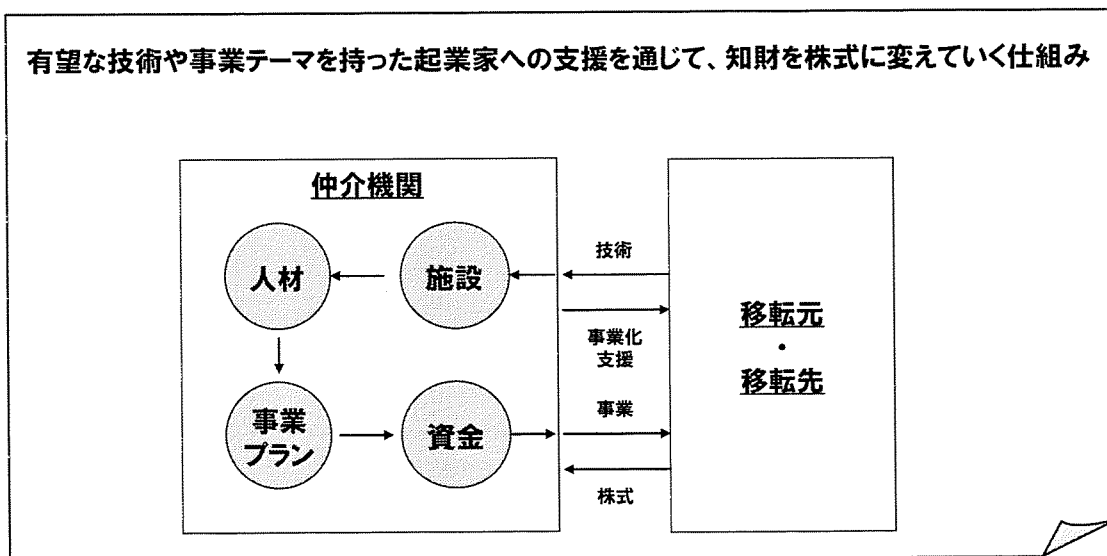 有望な技術や事業テーマを持った起業家への支援を通じて、知財を株式に変えていく仕組み
仲介機関
人材
施設
事業
プラン
資金
技術
事業化
支援
事業
株式
移転元
・
移転先